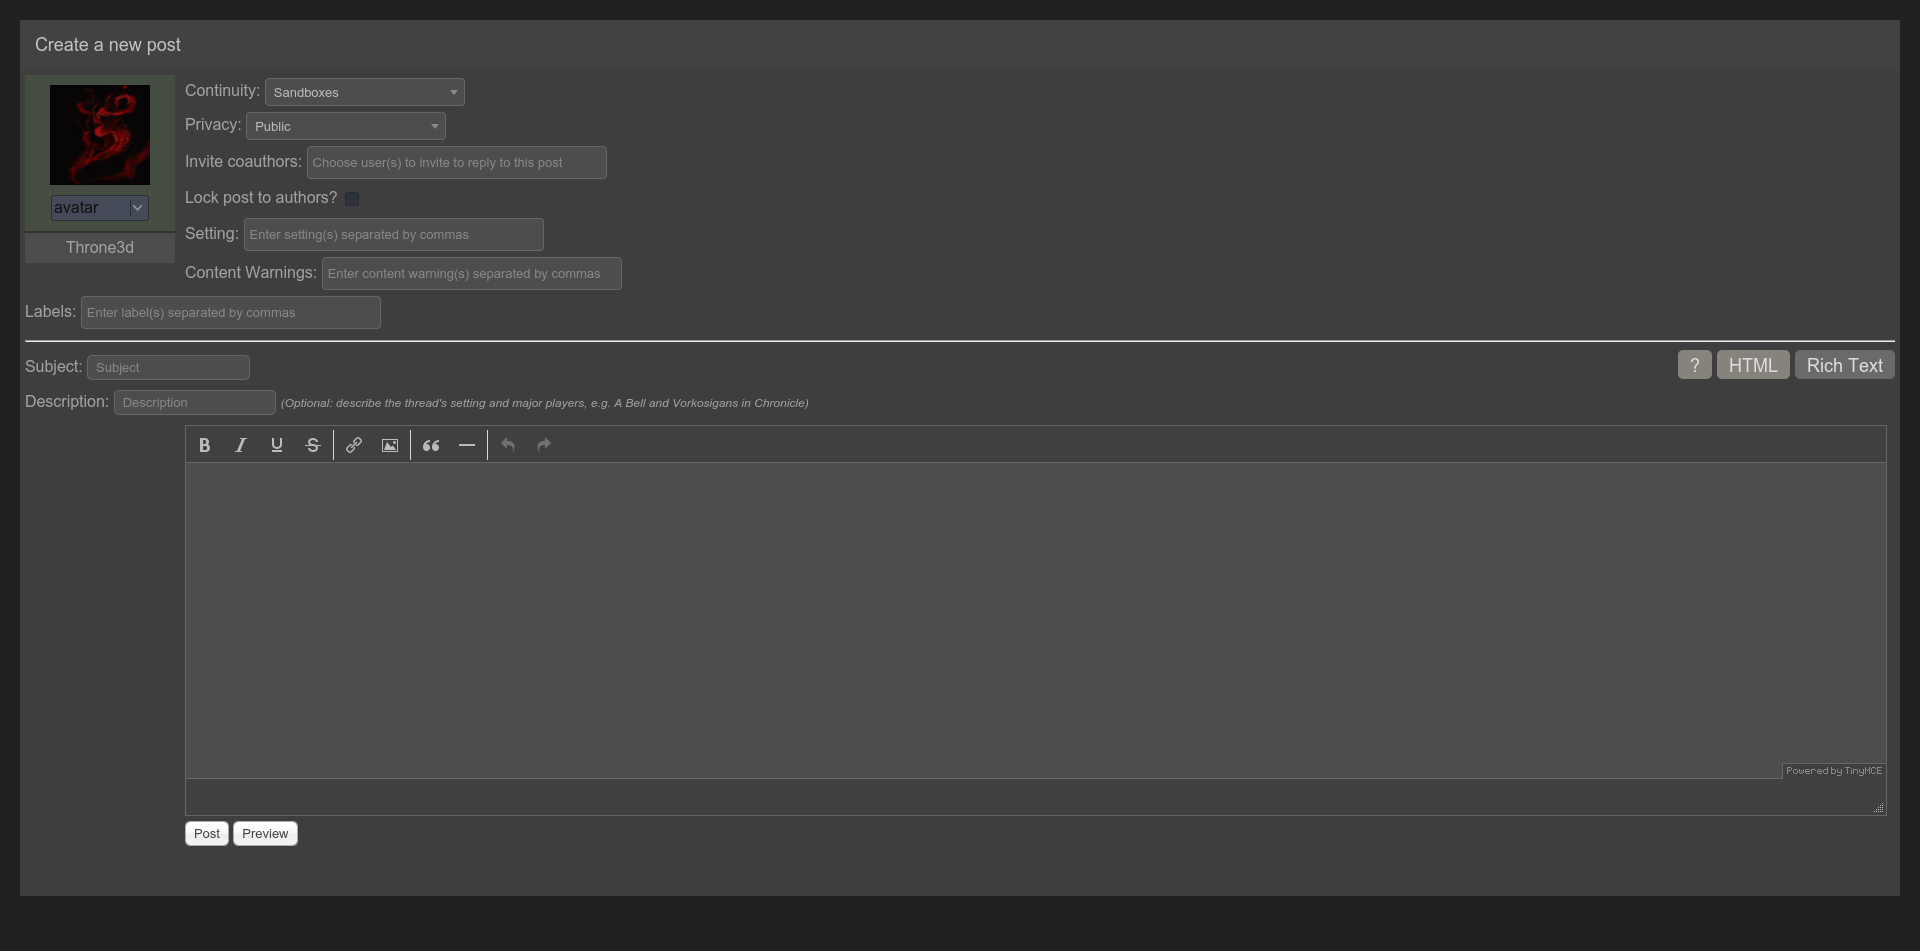 Create a new post
Continuity: Sandboxes
Privacy: Public
Invite coauthors: Choose user(s) to invite to reply to this post
Lock post to authors?
avatar
Setting: Enter setting(s) separated by commas
Throne3d
Content Warnings: Enter content warning(s) separated by commas
Labels: Enter label(s) separated by commas
Subject: Subject
? HTML Rich Text
Description: Description (Optional: describe the thread's setting and major players, e.g. A Bell and Vorkosigans in Chronicle)
B I U S
Powered by TinyMCE
Post Preview